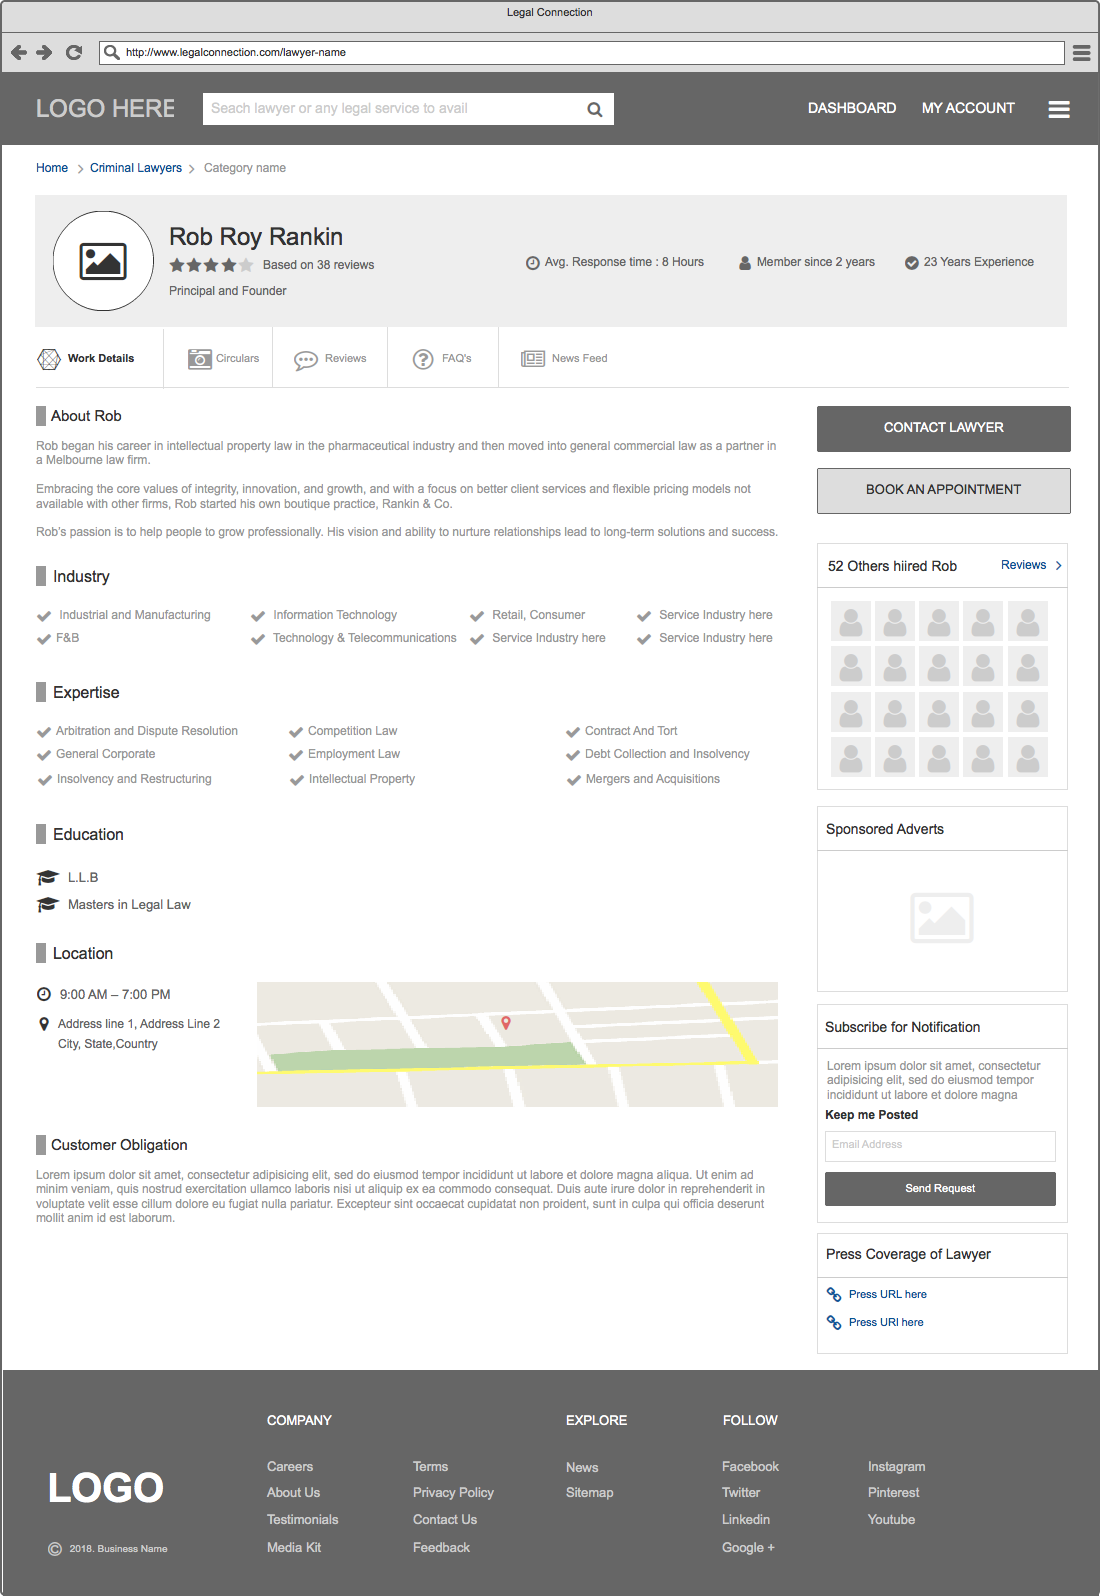 Legal Connection
http://www.legalconnection.com/lawyer-name
LOGO HERE
Seach lawyer or any legal service to avail
DASHBOARD
MY ACCOUNT
Home
Criminal Lawyers
Category name
Rob Roy Rankin
Based on 38 reviews
Principal and Founder
Avg. Response time : 8 Hours
Member since 2 years
23 Years Experience
Work Details
Circulars
Reviews
FAQ's
News Feed
About Rob
Rob began his career in intellectual property law in the pharmaceutical industry and then moved into general commercial law as a partner in
a Melbourne law firm.
Embracing the core values of integrity, innovation, and growth, and with a focus on better client services and flexible pricing models not
available with other firms, Rob started his own boutique practice, Rankin & Co.
Rob's passion is to help people to grow professionally. His vision and ability to nurture relationships lead to long-term solutions and success.
Industry
Industrial and Manufacturing
Information Technology
Retail, Consumer
Service Industry here
F&B
Technology & Telecommunications
Service Industry here
Service Industry here
Expertise
Arbitration and Dispute Resolution
Competition Law
Contract And Tort
General Corporate
Employment Law
Debt Collection and Insolvency
Insolvency and Restructuring
Intellectual Property
Mergers and Acquisitions
Education
L.L.B
Masters in Legal Law
Location
9:00 AM – 7:00 PM
Address line 1, Address Line 2
City, State,Country
Customer Obligation
Lorem ipsum dolor sit amet, consectetur adipisicing elit, sed do eiusmod tempor incididunt ut labore et dolore magna aliqua. Ut enim ad
minim veniam, quis nostrud exercitation ullamco laboris nisi ut aliquip ex ea commodo consequat. Duis aute irure dolor in reprehenderit in
voluptate velit esse cillum dolore eu fugiat nulla pariatur. Excepteur sint occaecat cupidatat non proident, sunt in culpa qui officia deserunt
mollit anim id est laborum.
CONTACT LAWYER
BOOK AN APPOINTMENT
52 Others hiired Rob
Reviews
Sponsored Adverts
Subscribe for Notification
Lorem ipsum dolor sit amet, consectetur
adipisicing elit, sed do eiusmod tempor
incididunt ut labore et dolore magna
Keep me Posted
Email Address
Send Request
Press Coverage of Lawyer
Press URL here
Press URl here
LOGO
© 2018. Business Name
COMPANY
Careers
About Us
Testimonials
Media Kit
Terms
Privacy Policy
Contact Us
Feedback
EXPLORE
News
Sitemap
FOLLOW
Facebook
Twitter
Linkedin
Google +
Instagram
Pinterest
Youtube